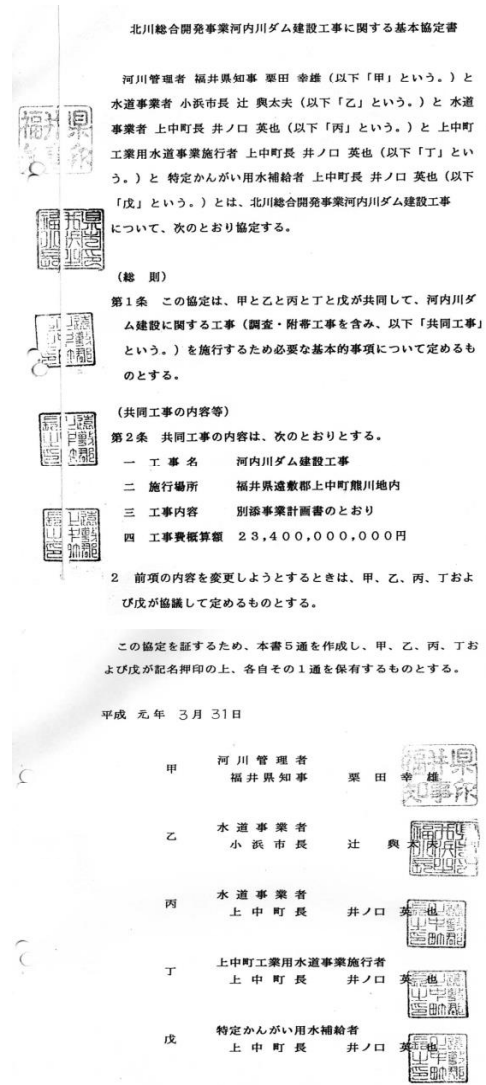 北川総合開発事業河内川ダム建設工事に関する基本協定書
河川管理者 福井県知事 栗田 幸雄(以下「甲」という。)と
水道事業者 小浜市長 辻 與太夫(以下「乙」という。)と 水道
事業者 上中町長 井ノ口 英也(以下「丙」という。)と 上中町
工業用水道事業施行者 上中町長 井ノ口 英也(以下「丁」とい
う。)と 特定かんがい用水補給者 上中町長 井ノ口 英也(以下
「戊」という。)とは、北川総合開発事業河内川ダム建設工事
について、次のとおり協定する。
(総 則)
第1条 この協定は、甲と乙と丙と丁と戊が共同して、河内川ダ
ム建設に関する工事(調査・附帯工事を含み、以下「共同工事」
という。)を施行するため必要な基本的事項について定めるも
のとする。
(共同工事の内容等)
第2条 共同工事の内容は、次のとおりとする。
一 工事名 河内川ダム建設工事
二 施行場所 福井県遠敷郡上中町熊川地内
三 工事内容 別添事業計画書のとおり
四 工事費概算額 23,400,000,000円
2 前項の内容を変更しようとするときは、甲、乙、丙、丁およ
び戊が協議して定めるものとする。
この協定を証するため、本書5通を作成し、甲、乙、丙、丁お
よび戊が記名押印の上、各自その1通を保有するものとする。
平成 元年 3月 31日
甲 河川管理者
福井県知事 栗田 幸雄
乙 水道事業者
小浜市長 辻 與太夫
丙 水道事業者
上中町長 井ノ口 英也
丁 上中町工業用水道事業施行者
上中町長 井ノ口 英也
戊 特定かんがい用水補給者
上中町長 井ノ口 英也